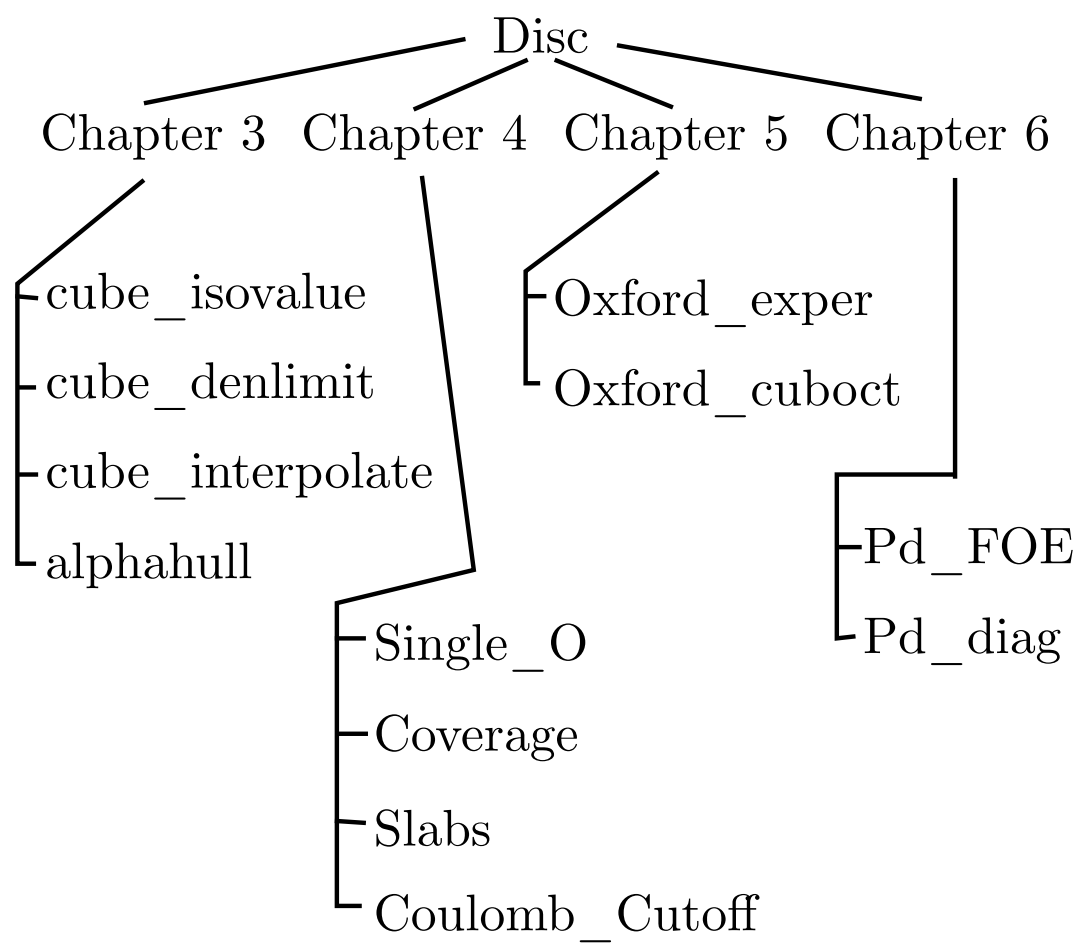 Disc
Chapter 3 Chapter 4 Chapter 5 Chapter 6
cube_isovalue
cube_denlimit
cube_interpolate
alphahull
Single_O
Coverage
Slabs
Coulomb_Cutoff
Oxford_exper
Oxford_cuboct
Pd_FOE
Pd_diag